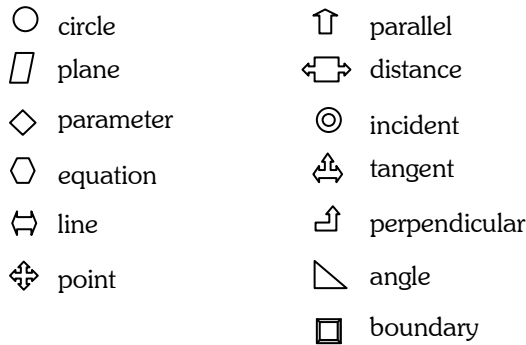 circle
plane
parameter
equation
line
point
parallel
distance
incident
tangent
perpendicular
angle
boundary